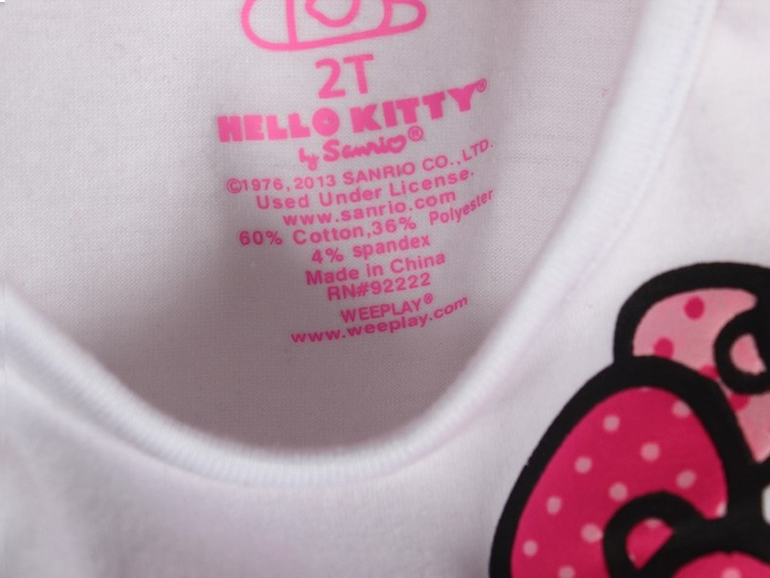 2T
HELLO KITTY®
by Sanrio®
©1976, 2013 SANRIO CO., LTD.
Used Under License.
www.sanrio.com
60% Cotton,36% Polyester
4% spandex
Made in China
RN#92222
WEEPLAY®
www.weeplay.com